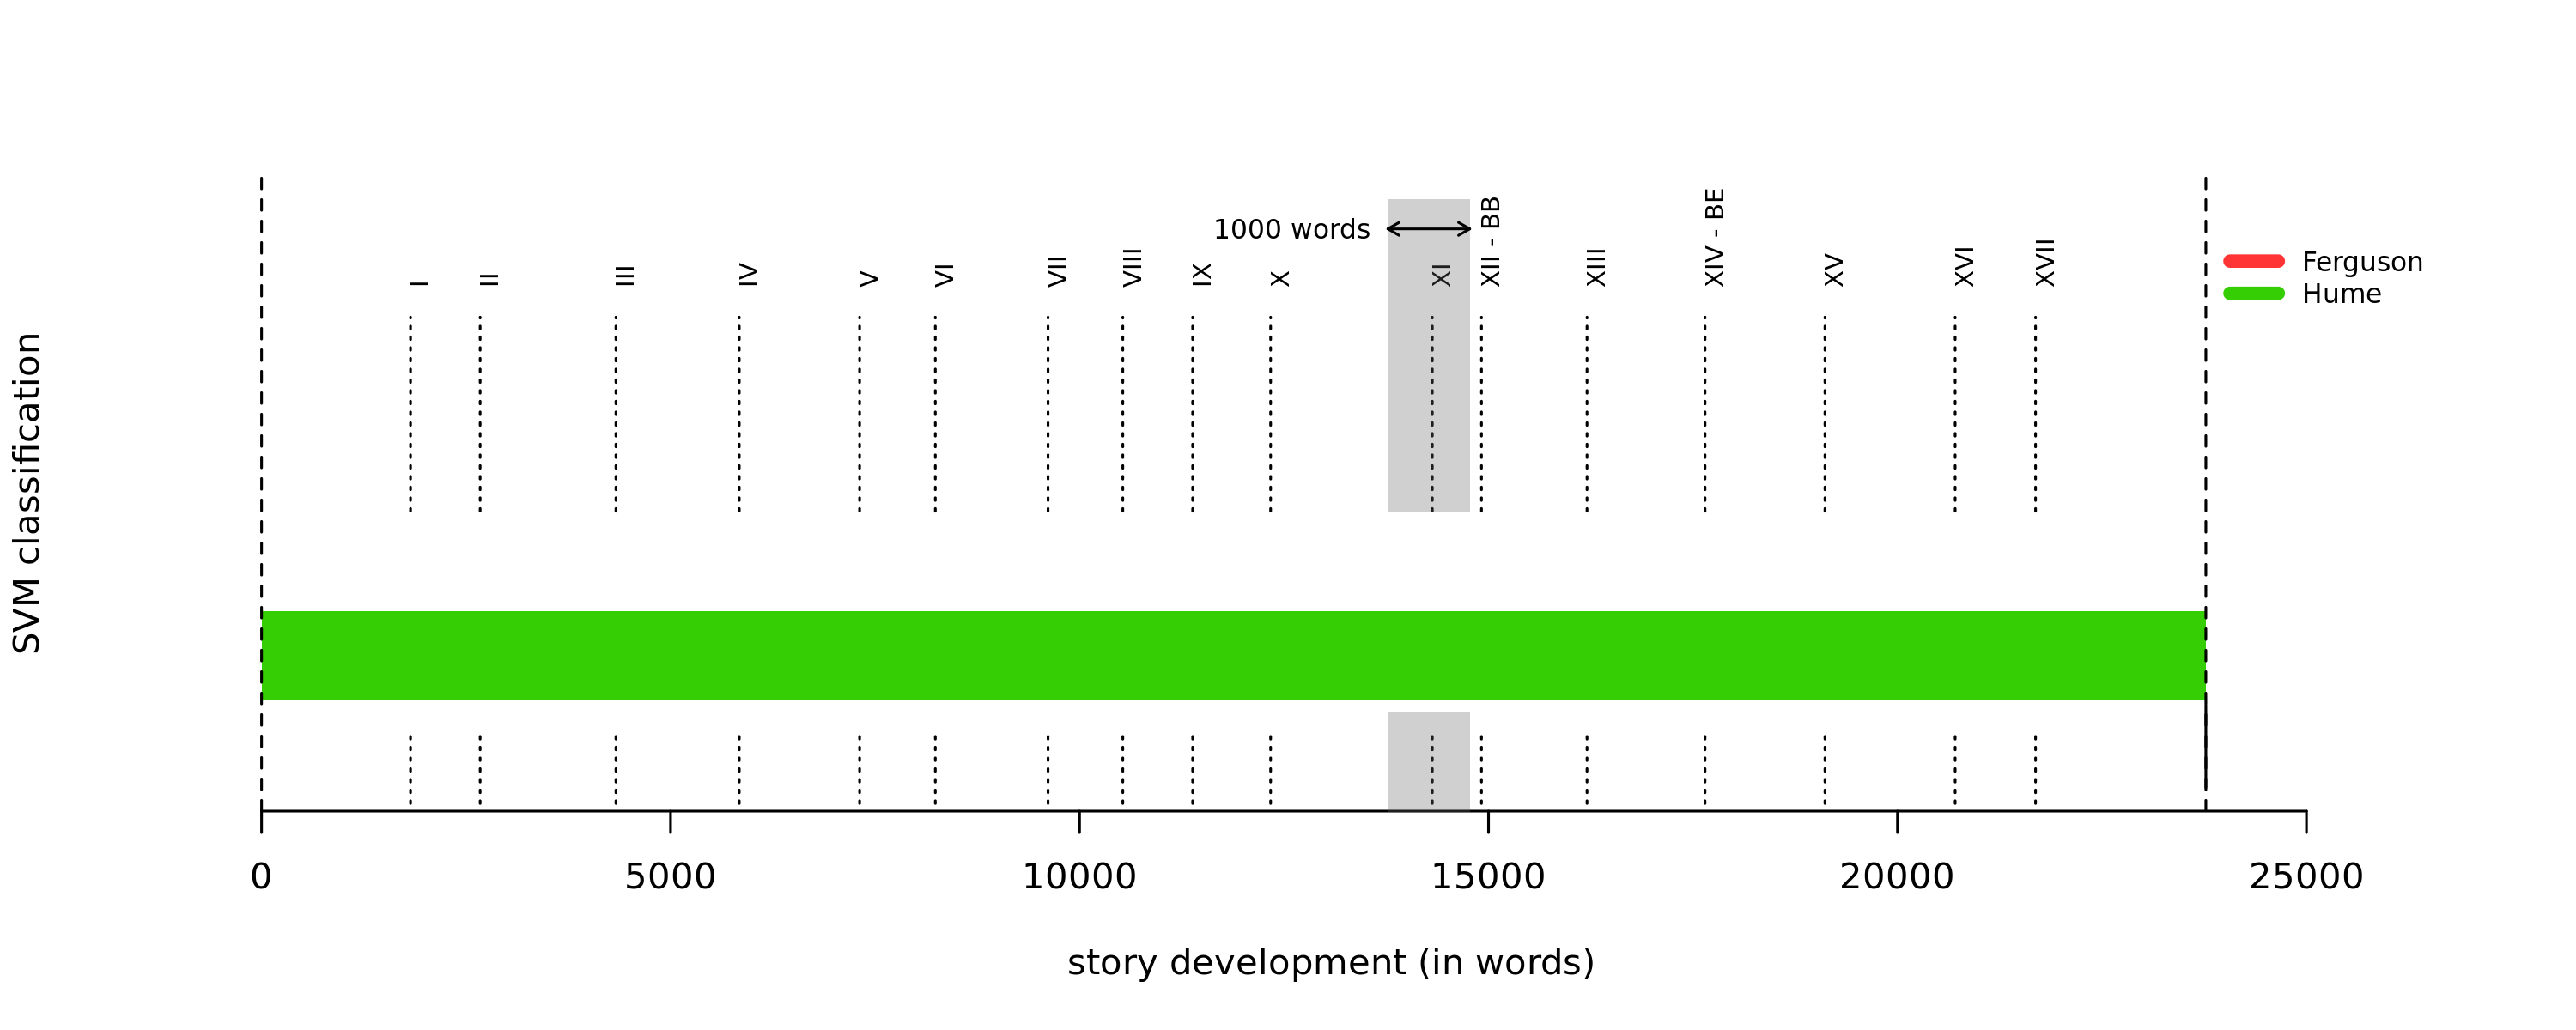 SVM classification
I
II
III
IV
V
VI
VII
VIII
IX
X
XI
XII - BB
XIII
XIV - BE
XV
XVI
XVII
1000 words
Ferguson
Hume
0 5000 10000 15000 20000 25000
story development (in words)